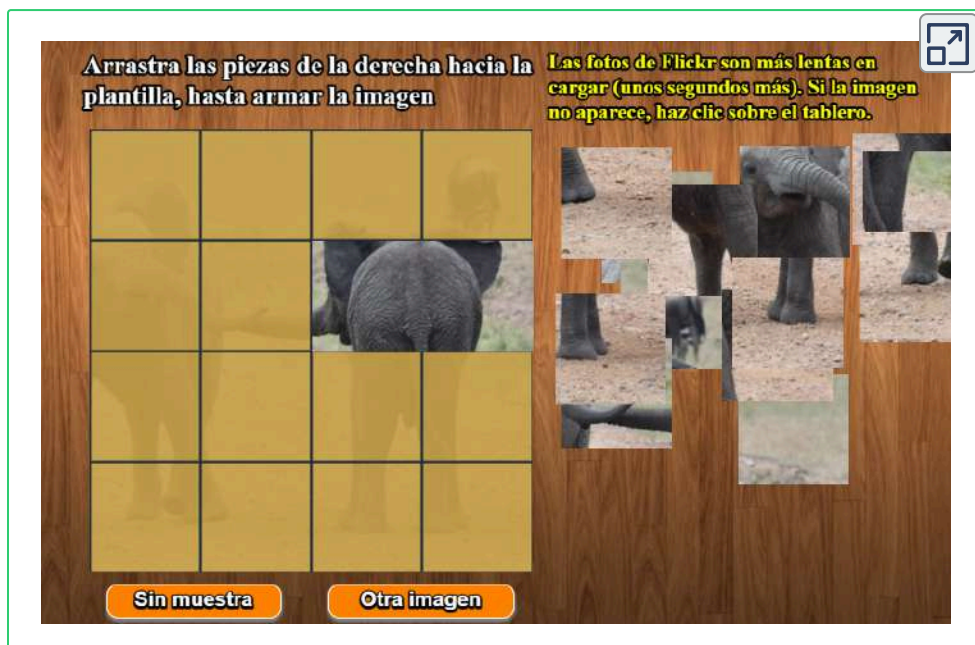 Arrastra las piezas de la derecha hacia la
plantilla, hasta armar la imagen
Las fotos de Flickr son más lentas en
cargar (unos segundos más). Si la imagen
no aparece, haz clic sobre el tablero.
Sin muestra
Otra imagen